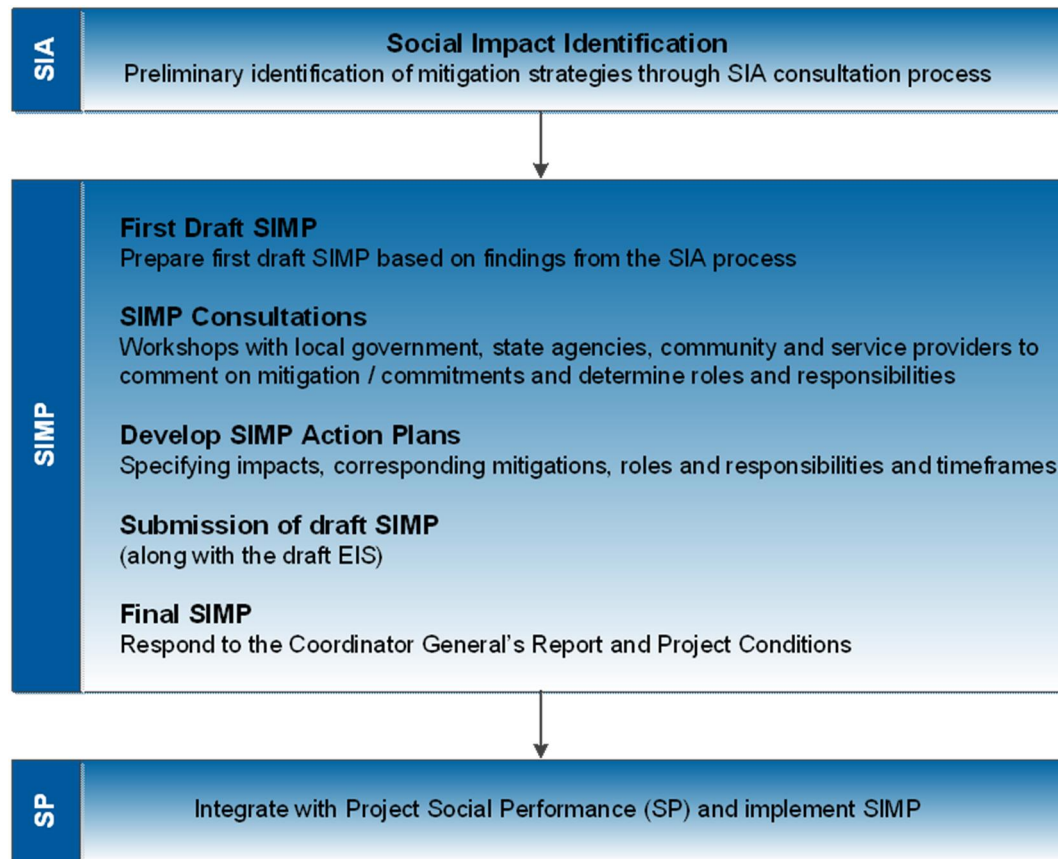 SIA
Social Impact Identification
Preliminary identification of mitigation strategies through SIA consultation process
SIMP
First Draft SIMP
Prepare first draft SIMP based on findings from the SIA process
SIMP Consultations
Workshops with local government, state agencies, community and service providers to
comment on mitigation / commitments and determine roles and responsibilities
Develop SIMP Action Plans
Specifying impacts, corresponding mitigations, roles and responsibilities and timeframes
Submission of draft SIMP
(along with the draft EIS)
Final SIMP
Respond to the Coordinator General's Report and Project Conditions
SP
Integrate with Project Social Performance (SP) and implement SIMP